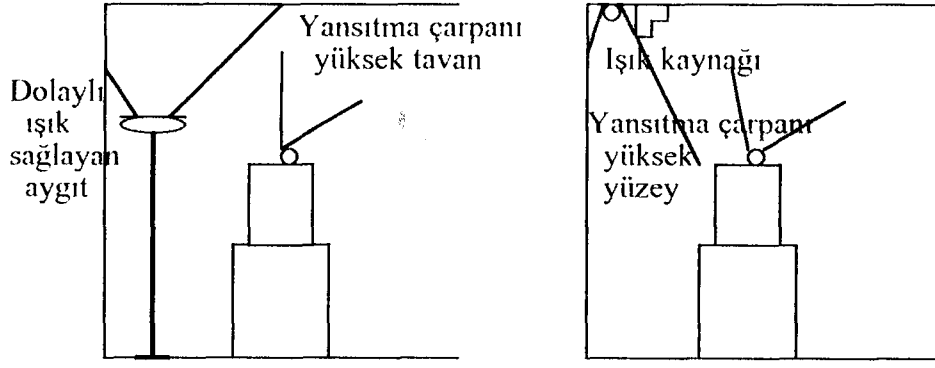 Yansıtma çarpanı
yüksek tavan
Dolaylı
ışık
sağlayan
aygıt
Işık kaynağı
Yansıtma çarpanı
yüksek
yüzey